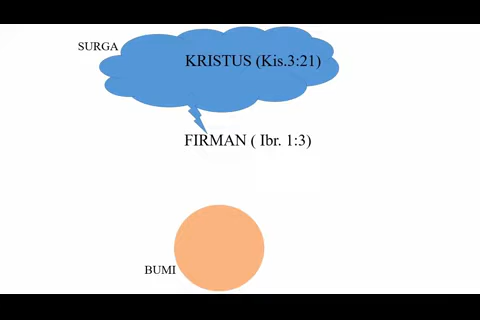 SURGA
KRISTUS (Kis.3:21)
FIRMAN ( Ibr. 1:3)
BUMI